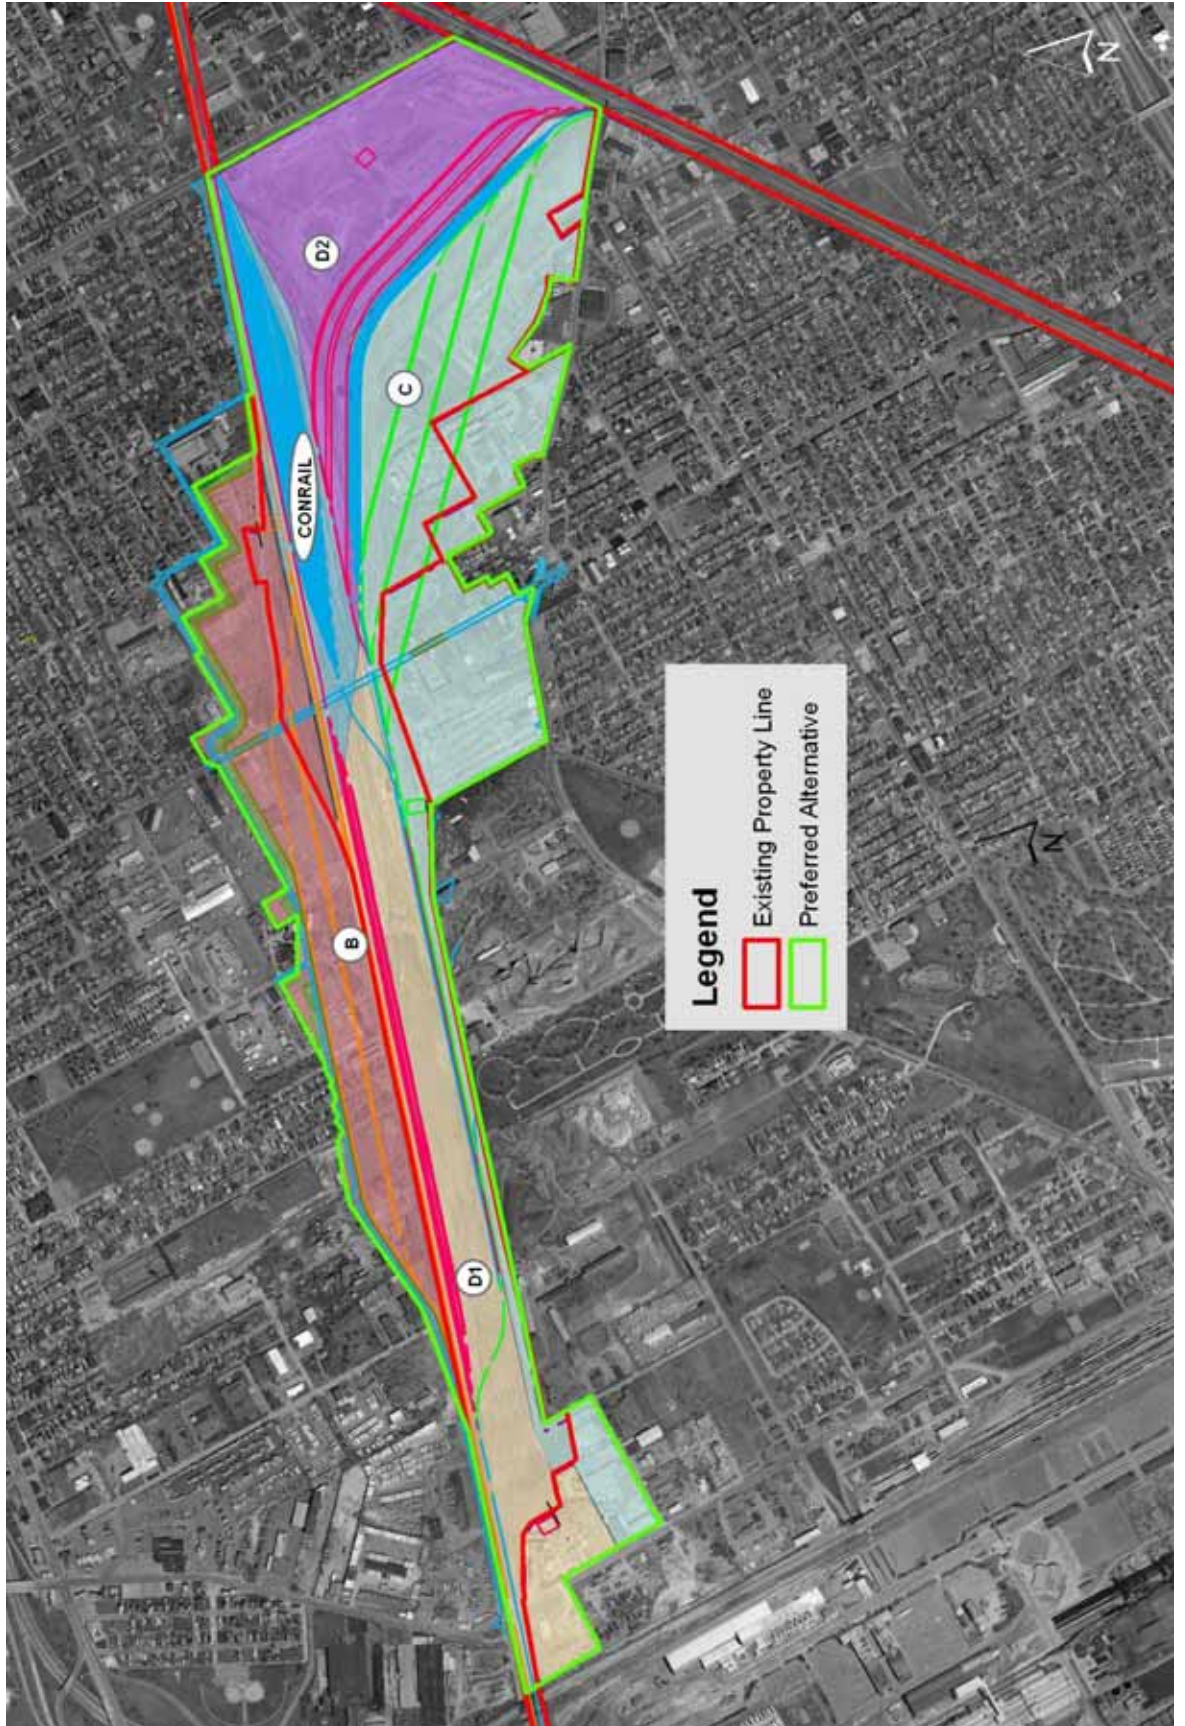 D2
CONRAIL
C
B
D1
Legend
Existing Property Line
Preferred Alternative
N
N